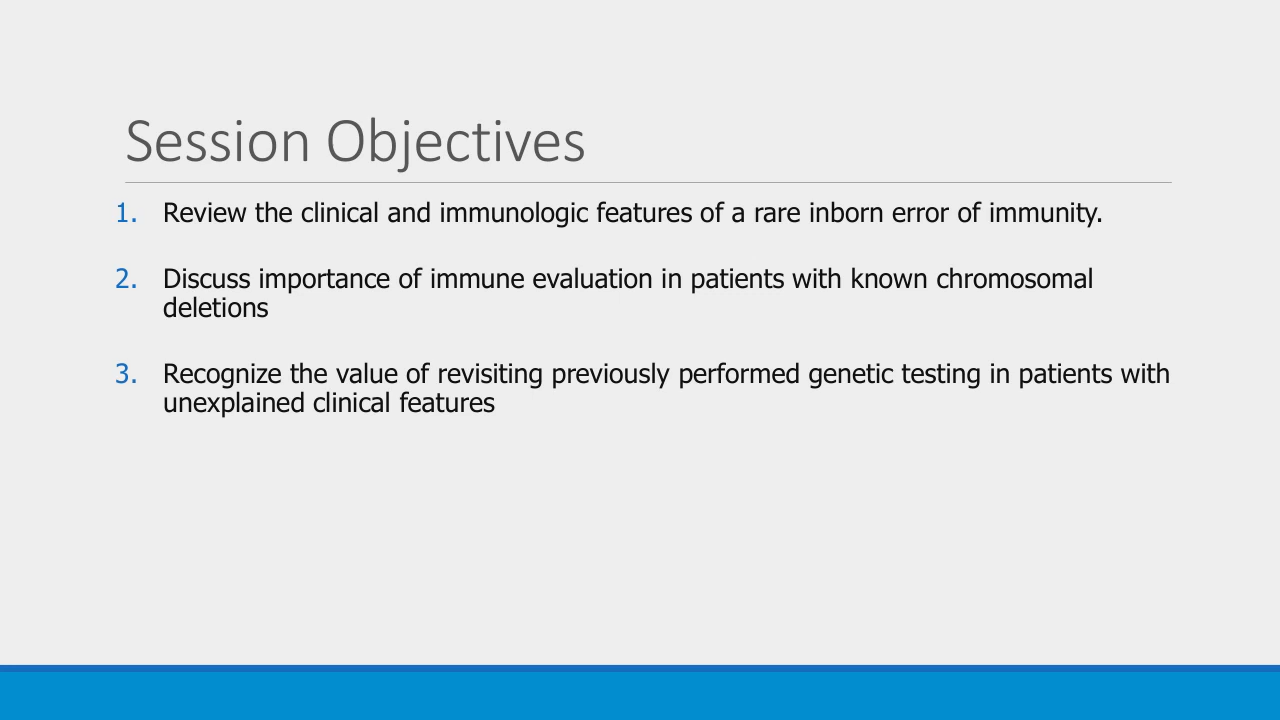 Session Objectives
1. Review the clinical and immunologic features of a rare inborn error of immunity.
2. Discuss importance of immune evaluation in patients with known chromosomal
deletions
3. Recognize the value of revisiting previously performed genetic testing in patients with
unexplained clinical features